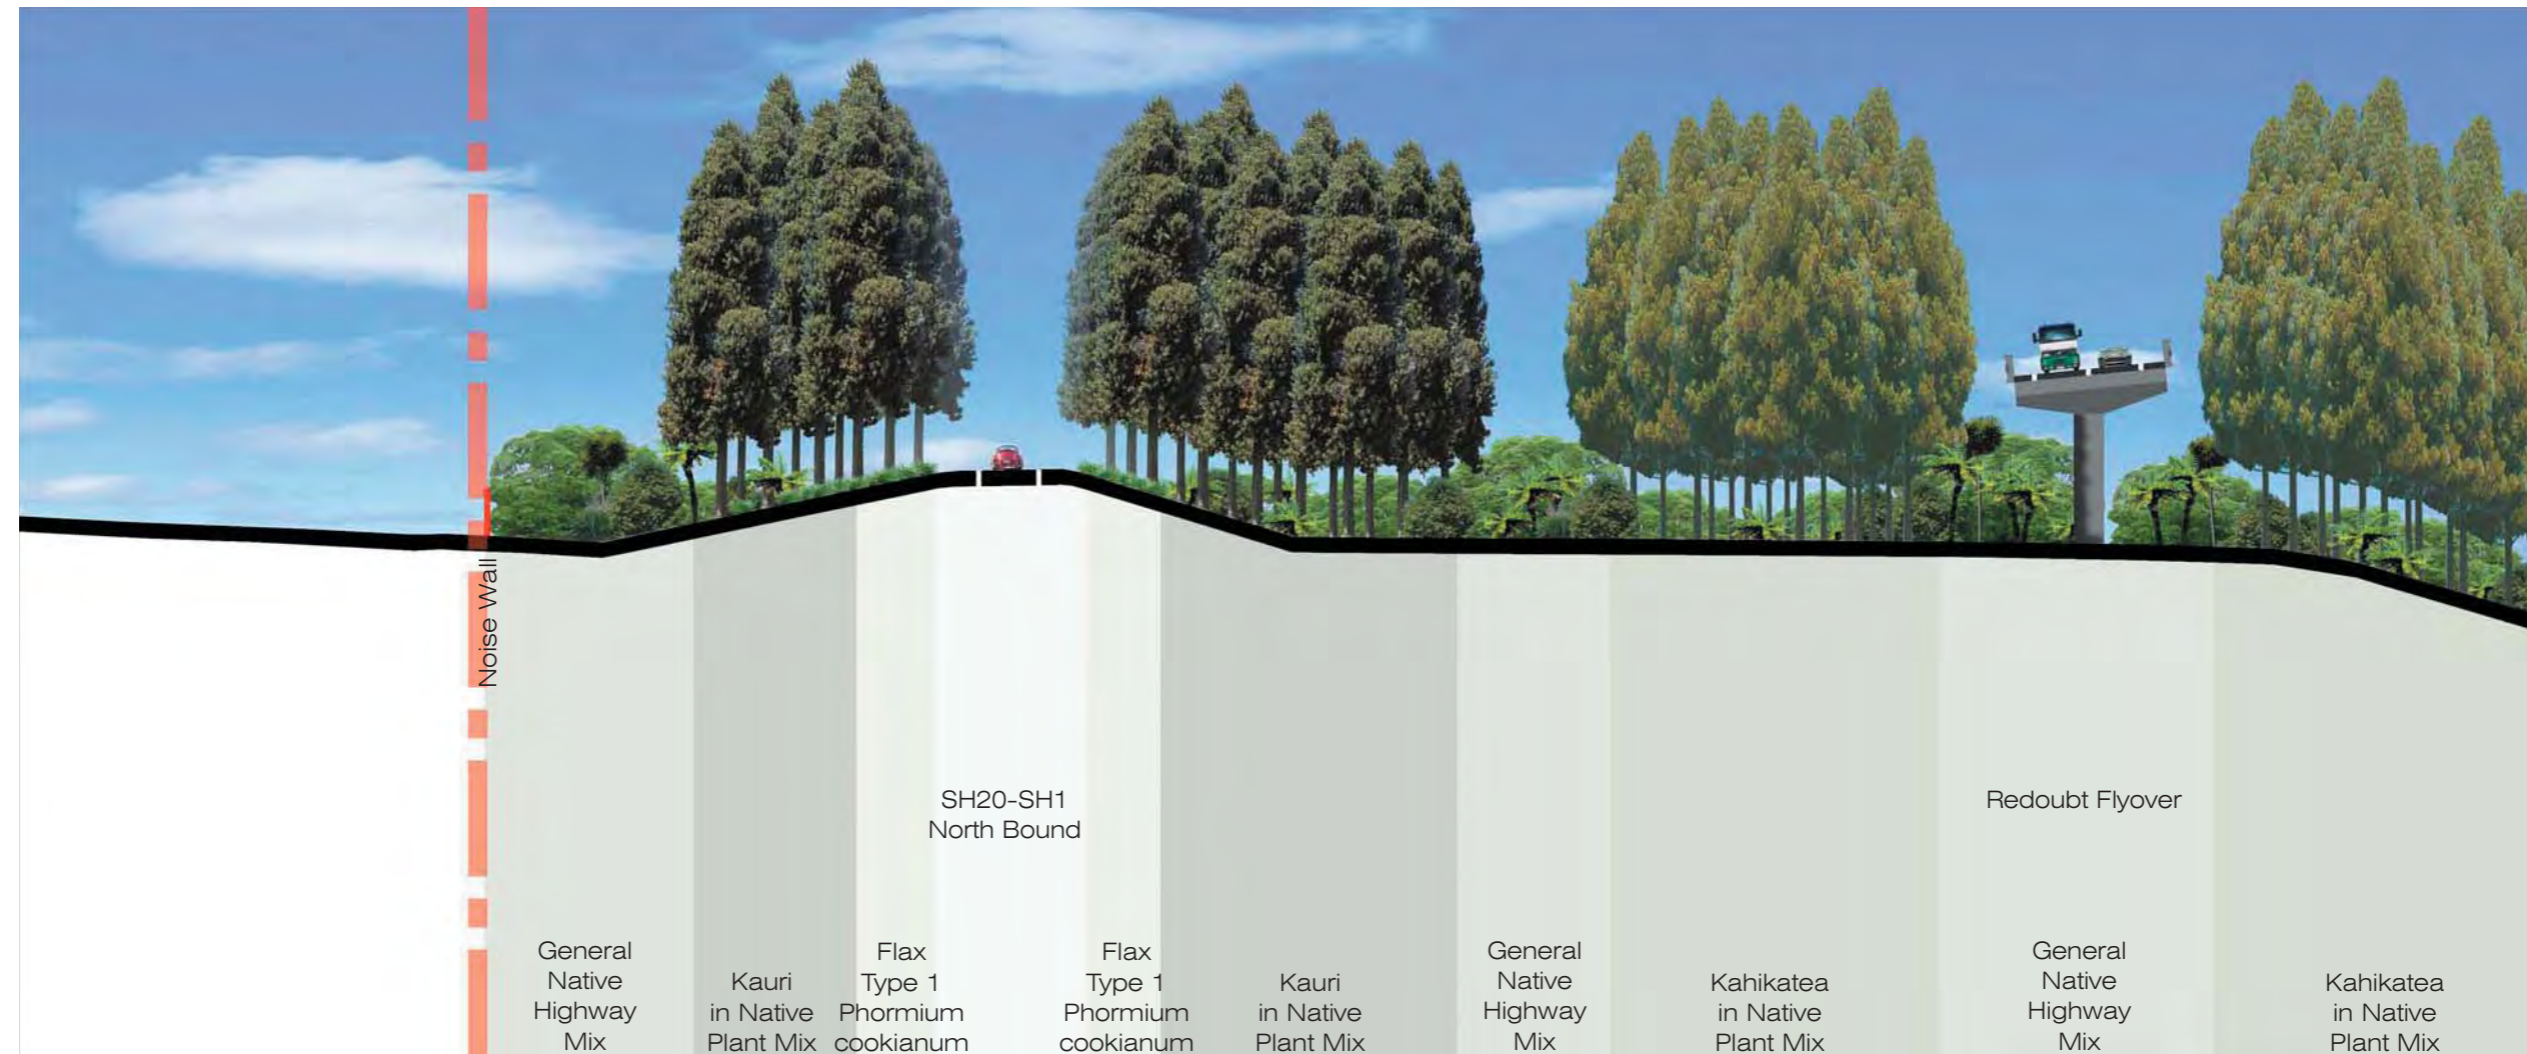 Noise Wall
SH20-SH1
North Bound
Redoubt Flyover
General
Native
Highway
Mix
Kauri
in Native
Plant Mix
Flax
Type 1
Phormium
cookianum
Flax
Type 1
Phormium
cookianum
Kauri
in Native
Plant Mix
General
Native
Highway
Mix
Kahikatea
in Native
Plant Mix
General
Native
Highway
Mix
Kahikatea
in Native
Plant Mix